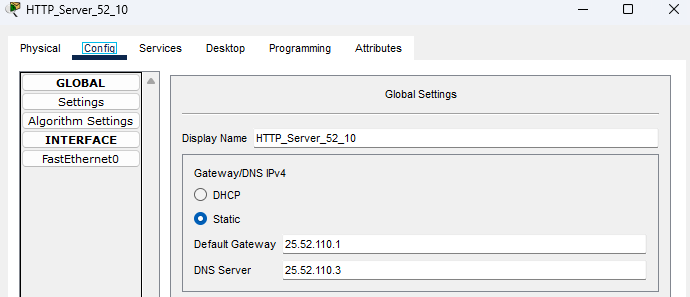 HTTP_Server_52_10
Physical Config Services Desktop Programming Attributes
GLOBAL
Settings
Algorithm Settings
INTERFACE
FastEthernet0
Global Settings
Display Name HTTP_Server_52_10
Gateway/DNS IPv4
DHCP
Static
Default Gateway 25.52.110.1
DNS Server 25.52.110.3